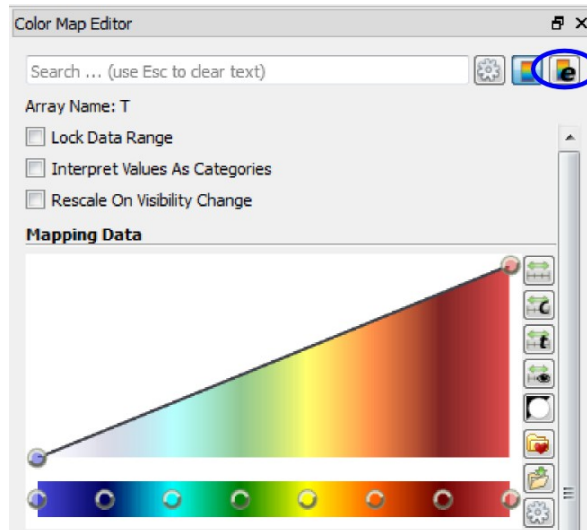 Color Map Editor
Search ... (use Esc to clear text)
e
Array Name: T
Lock Data Range
Interpret Values As Categories
Rescale On Visibility Change
Mapping Data
c
t